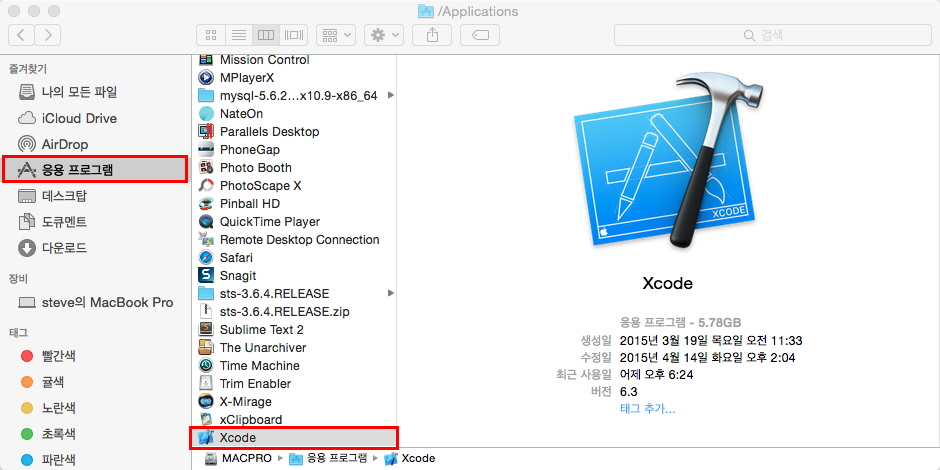 /Applications
검색
즐겨찾기
나의 모든 파일
iCloud Drive
AirDrop
응용 프로그램
데스크탑
도큐멘트
다운로드
장비
steve의 MacBook Pro
태그
빨간색
귤색
노란색
초록색
파란색
Mission Control
MPlayerX
mysql-5.6.2...x10.9-x86_64
NateOn
Parallels Desktop
PhoneGap
Photo Booth
PhotoScape X
Pinball HD
QuickTime Player
Remote Desktop Connection
Safari
Snagit
sts-3.6.4.RELEASE
sts-3.6.4.RELEASE.zip
Sublime Text 2
The Unarchiver
Time Machine
Trim Enabler
X-Mirage
xClipboard
Xcode
XCODE
Xcode
응용 프로그램 - 5.78GB
생성일 2015년 3월 19일 목요일 오전 11:33
수정일 2015년 4월 14일 화요일 오후 2:04
최근 사용일 어제 오후 6:24
버전 6.3
태그 추가...
MACPRO 응용 프로그램 Xcode